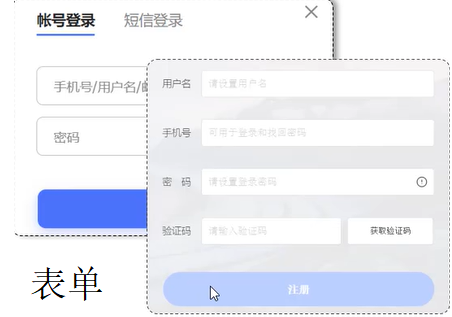 帐号登录 短信登录
手机号/用户名/邮
密码
用户名 请设置用户名
手机号 可用于登录和找回密码
密 码 请设置登录密码
验证码 请输入验证码 获取验证码
注册
表单